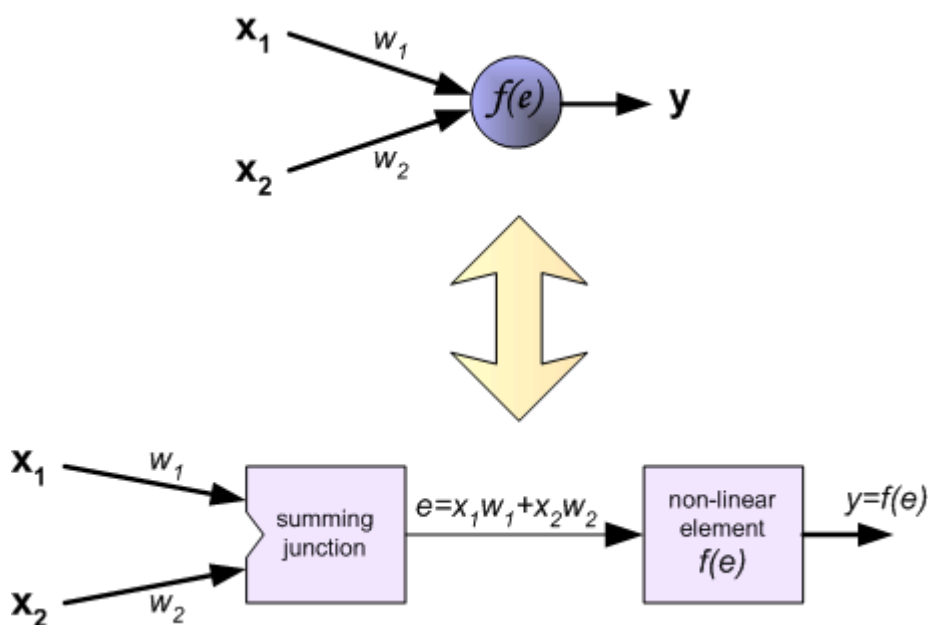 x₁
w₁
f(e)
y
x₂
w₂
x₁
w₁
summing
junction
e=x₁w₁+x₂w₂
non-linear
element
f(e)
y=f(e)
x₂
w₂